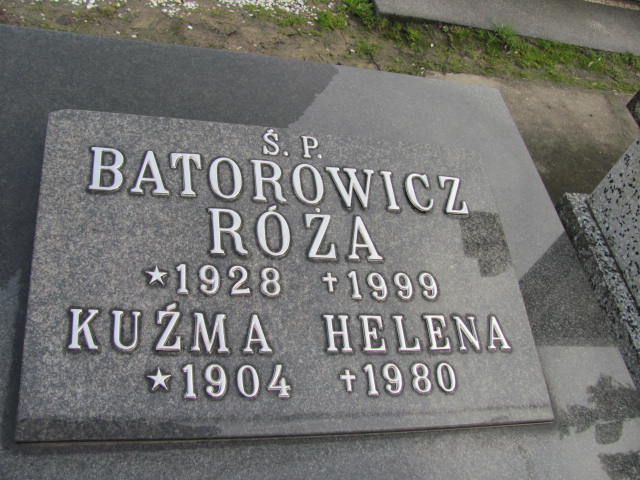 Ś. P.
BATOROWICZ
RÓŻA
★1928 †1999
KUŹMA HELENA
★1904 †1980